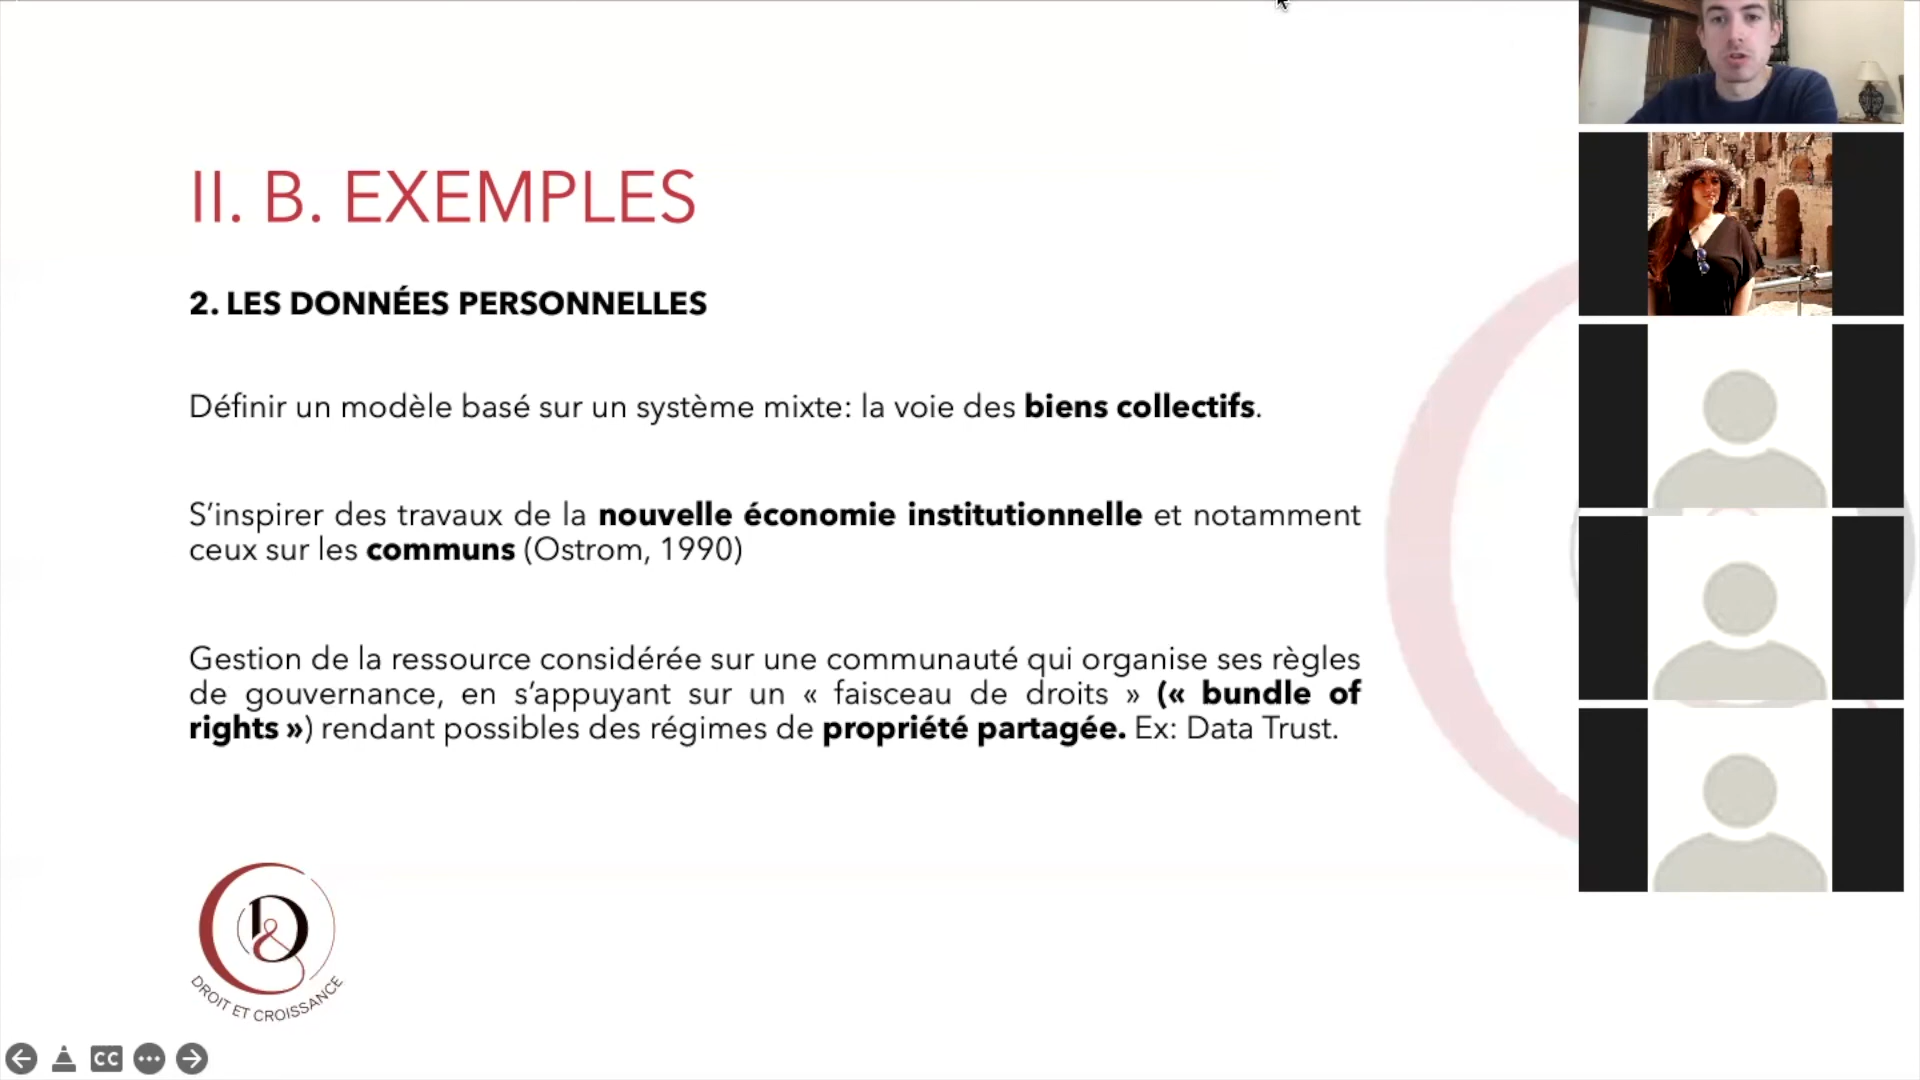 II. B. EXEMPLES
2. LES DONNÉES PERSONNELLES
Définir un modèle basé sur un système mixte: la voie des biens collectifs.
S’inspirer des travaux de la nouvelle économie institutionnelle et notamment
ceux sur les communs (Ostrom, 1990)
Gestion de la ressource considérée sur une communauté qui organise ses règles
de gouvernance, en s’appuyant sur un « faisceau de droits » (« bundle of
rights ») rendant possibles des régimes de propriété partagée. Ex: Data Trust.
D&
DROIT ET CROISSANCE
CC